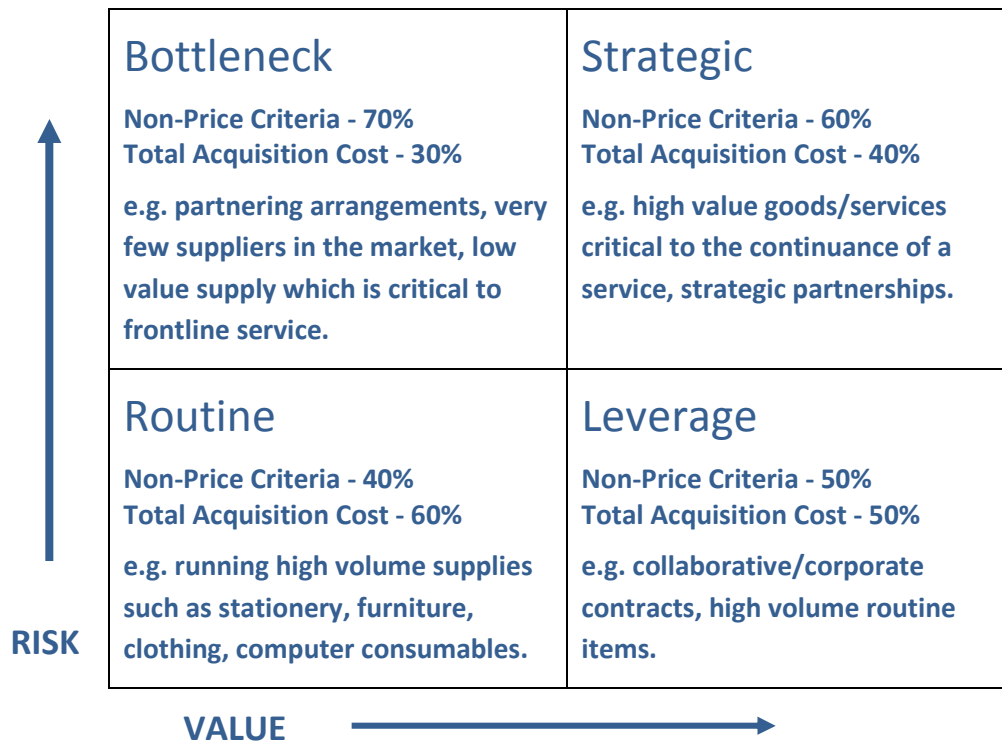 Bottleneck
Non-Price Criteria - 70%
Total Acquisition Cost - 30%
e.g. partnering arrangements, very
few suppliers in the market, low
value supply which is critical to
frontline service.
Strategic
Non-Price Criteria - 60%
Total Acquisition Cost - 40%
e.g. high value goods/services
critical to the continuance of a
service, strategic partnerships.
Routine
Non-Price Criteria - 40%
Total Acquisition Cost - 60%
e.g. running high volume supplies
such as stationery, furniture,
clothing, computer consumables.
Leverage
Non-Price Criteria - 50%
Total Acquisition Cost - 50%
e.g. collaborative/corporate
contracts, high volume routine
items.
RISK
VALUE